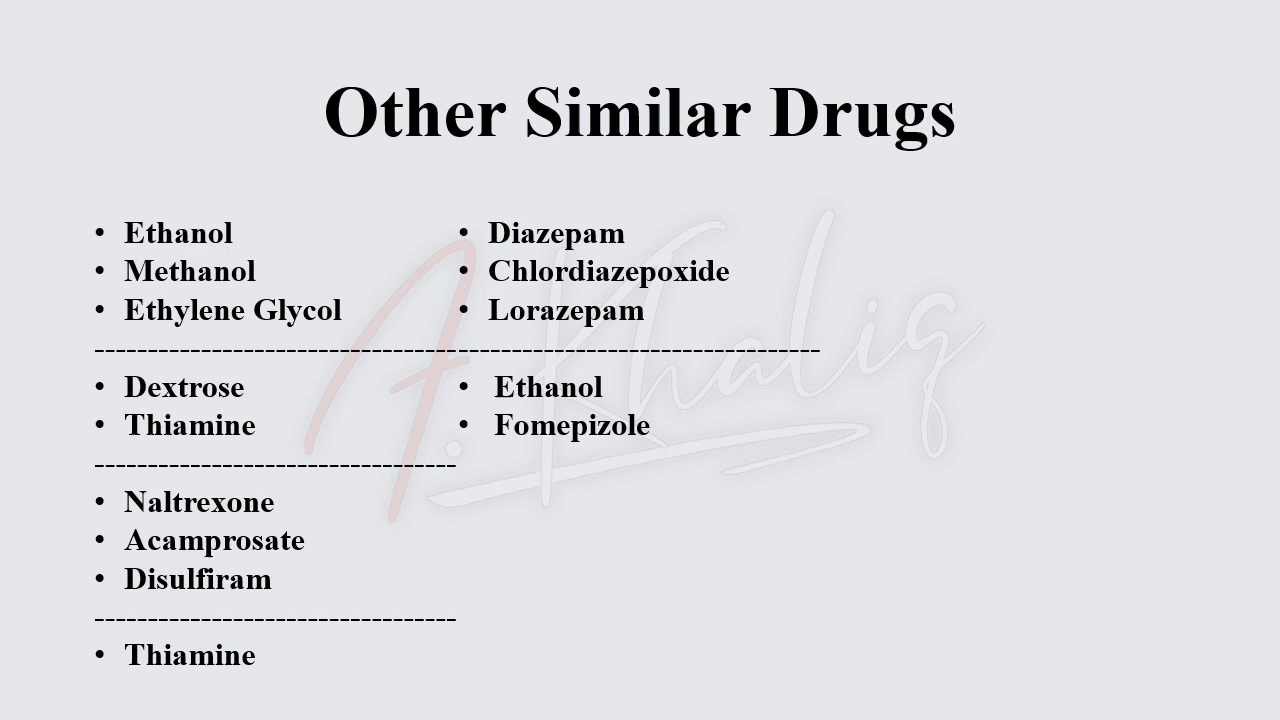 Other Similar Drugs
• Ethanol
• Methanol
• Ethylene Glycol
• Diazepam
• Chlordiazepoxide
• Lorazepam
--------------------------------------------------------------------
• Dextrose
• Thiamine
• Ethanol
• Fomepizole
----------------------------------
• Naltrexone
• Acamprosate
• Disulfiram
----------------------------------
• Thiamine
A. Khaliq